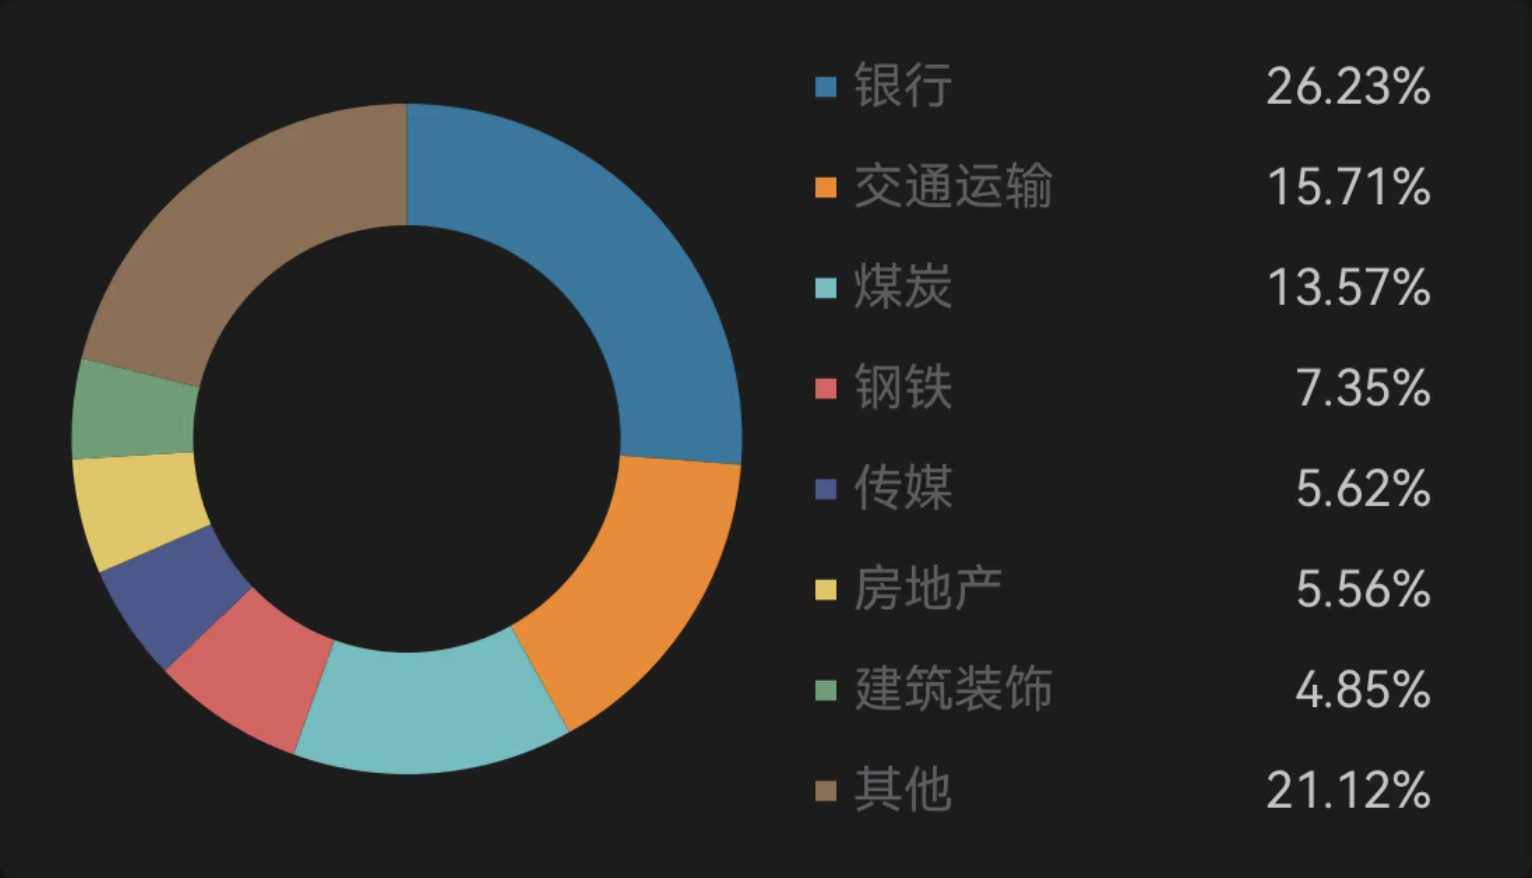 银行 26.23%
交通运输 15.71%
煤炭 13.57%
钢铁 7.35%
传媒 5.62%
房地产 5.56%
建筑装饰 4.85%
其他 21.12%